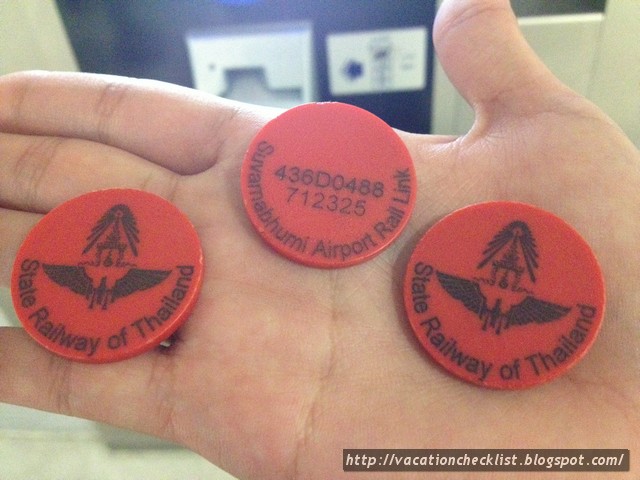 436D0488
712325
Suvarnabhumi Airport Rail Link
State Railway of Thailand
State Railway of Thailand
http://vacationchecklist.blogspot.com/